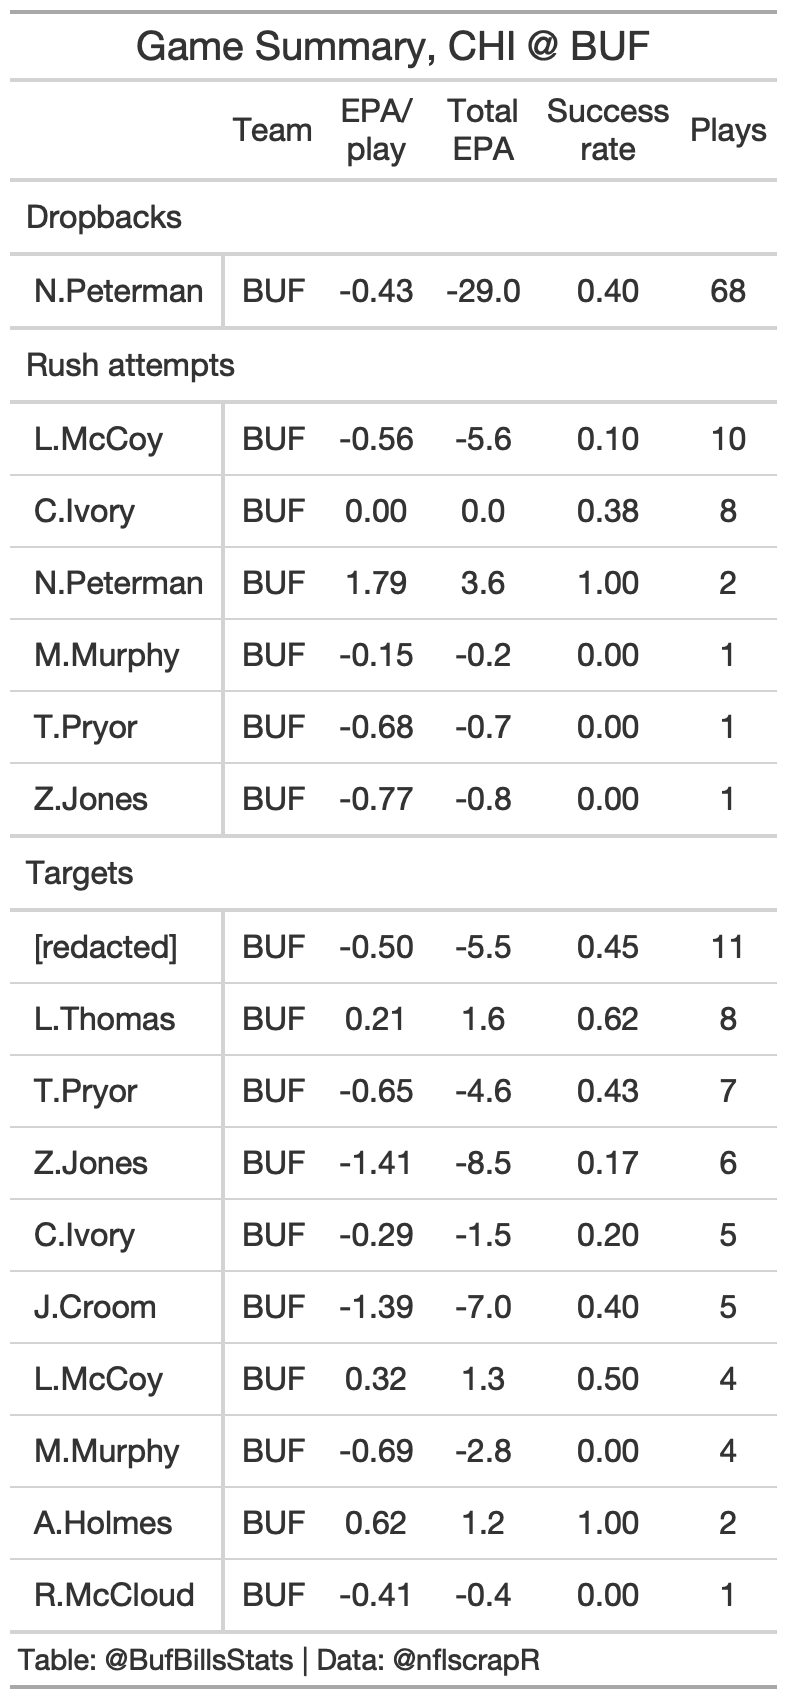 Game Summary, CHI @ BUF
Team EPA/ play Total EPA Success rate Plays
Dropbacks
N.Peterman BUF -0.43 -29.0 0.40 68
Rush attempts
L.McCoy BUF -0.56 -5.6 0.10 10
C.Ivory BUF 0.00 0.0 0.38 8
N.Peterman BUF 1.79 3.6 1.00 2
M.Murphy BUF -0.15 -0.2 0.00 1
T.Pryor BUF -0.68 -0.7 0.00 1
Z.Jones BUF -0.77 -0.8 0.00 1
Targets
[redacted] BUF -0.50 -5.5 0.45 11
L.Thomas BUF 0.21 1.6 0.62 8
T.Pryor BUF -0.65 -4.6 0.43 7
Z.Jones BUF -1.41 -8.5 0.17 6
C.Ivory BUF -0.29 -1.5 0.20 5
J.Croom BUF -1.39 -7.0 0.40 5
L.McCoy BUF 0.32 1.3 0.50 4
M.Murphy BUF -0.69 -2.8 0.00 4
A.Holmes BUF 0.62 1.2 1.00 2
R.McCloud BUF -0.41 -0.4 0.00 1
Table: @BufBillsStats | Data: @nflscrapR